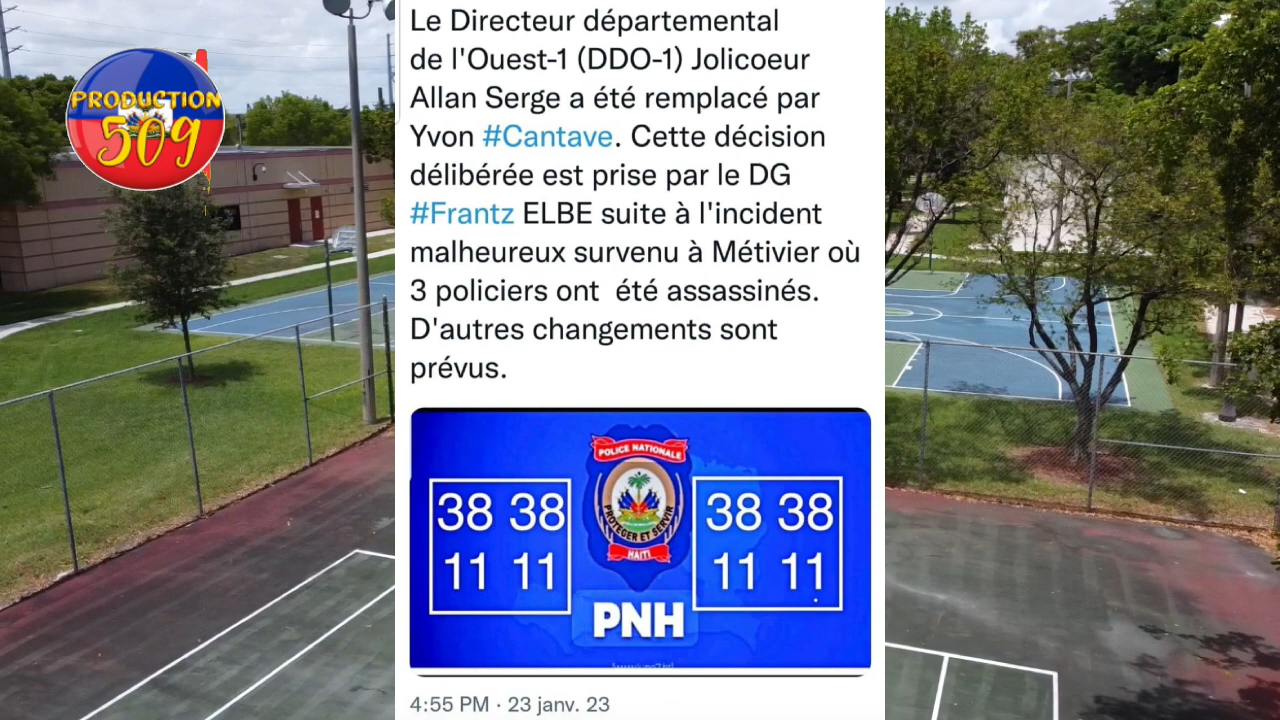 PRODUCTION
509
Le Directeur départemental
de l'Ouest-1 (DDO-1) Jolicoeur
Allan Serge a été remplacé par
Yvon #Cantave. Cette décision
délibérée est prise par le DG
#Frantz ELBE suite à l'incident
malheureux survenu à Métivier où
3 policiers ont  été assassinés.
D'autres changements sont
prévus.
POLICE NATIONALE
38 38
11 11
PROTEGER ET SERVIR
HAITI
38 38
11 11
PNH
4:55 PM · 23 janv. 23